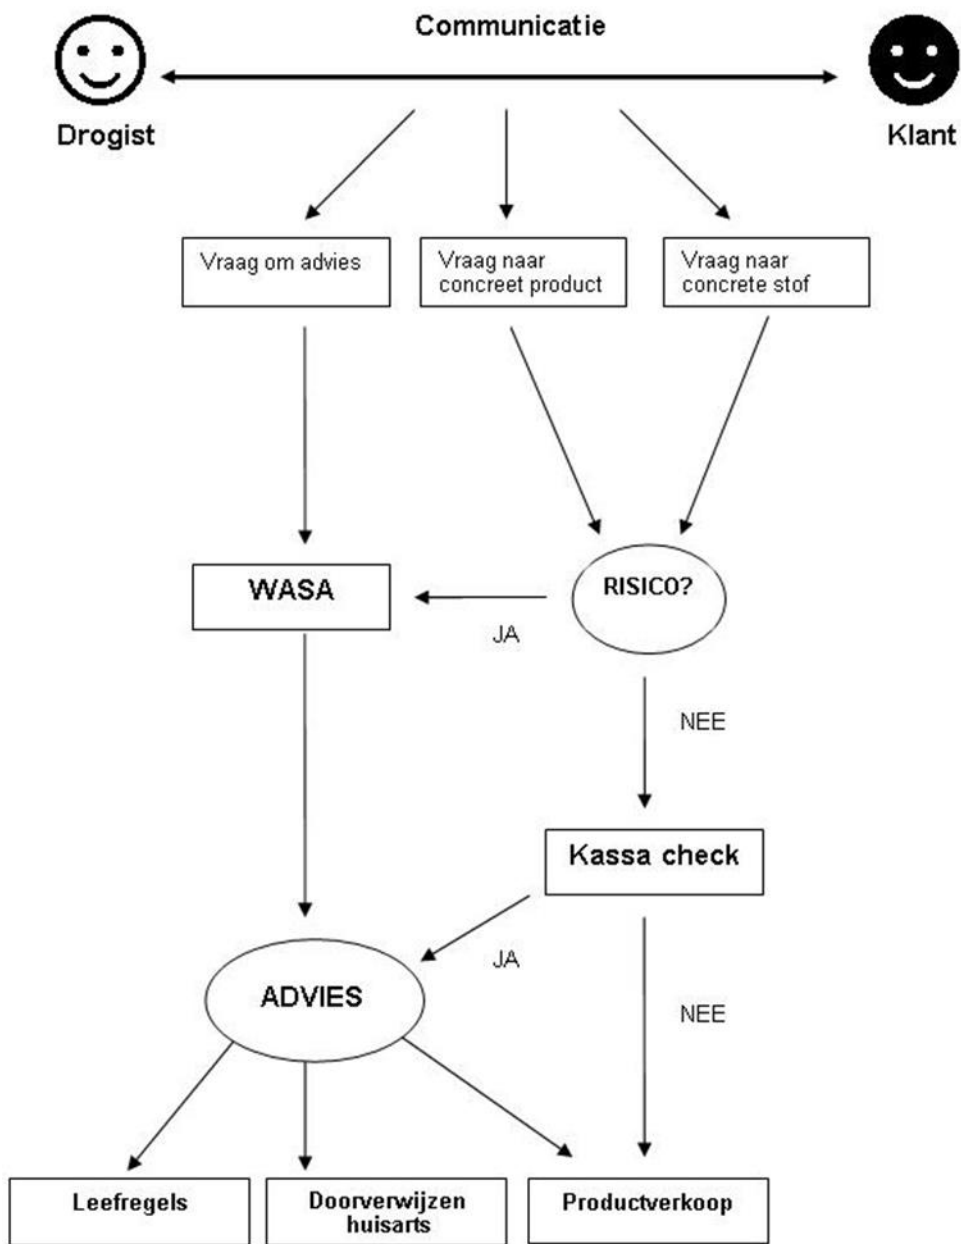 Communicatie
Drogist
Klant
Vraag om advies
Vraag naar
concreet product
Vraag naar
concrete stof
WASA
RISICO?
JA
NEE
Kassa check
JA
ADVIES
NEE
Leefregels
Doorverwijzen
huisarts
Productverkoop